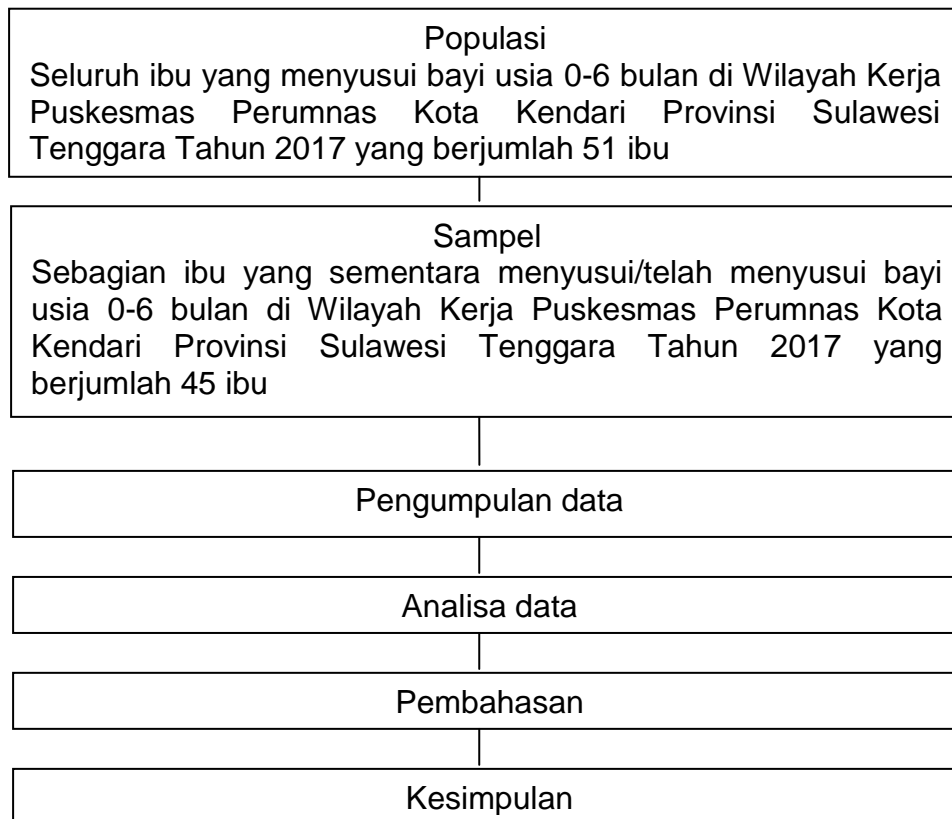 Populasi
Seluruh ibu yang menyusui bayi usia 0-6 bulan di Wilayah Kerja
Puskesmas Perumnas Kota Kendari Provinsi Sulawesi
Tenggara Tahun 2017 yang berjumlah 51 ibu
Sampel
Sebagian ibu yang sementara menyusui/telah menyusui bayi
usia 0-6 bulan di Wilayah Kerja Puskesmas Perumnas Kota
Kendari Provinsi Sulawesi Tenggara Tahun 2017 yang
berjumlah 45 ibu
Pengumpulan data
Analisa data
Pembahasan
Kesimpulan